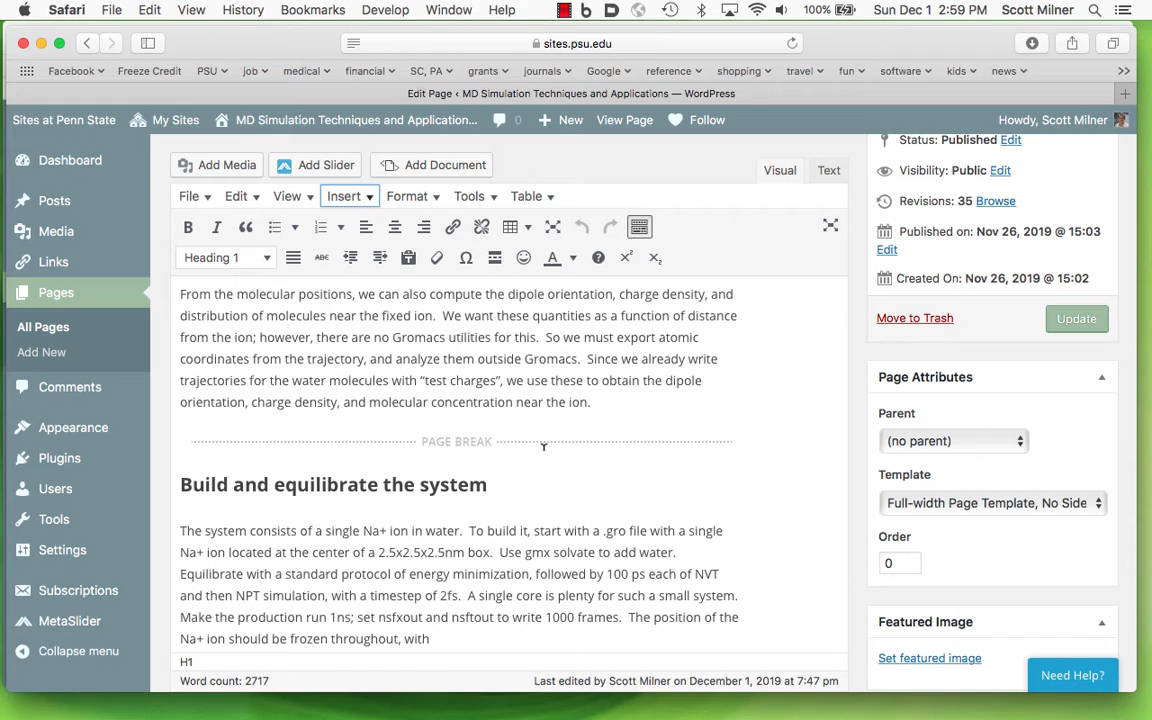 Safari File Edit View History Bookmarks Develop Window Help 100% Sun Dec 1 2:59 PM Scott Milner
sites.psu.edu
Facebook Freeze Credit PSU job medical financial SC, PA grants journals Google reference shopping travel fun software kids news
Edit Page ‹ MD Simulation Techniques and Applications — WordPress
Sites at Penn State My Sites MD Simulation Techniques and Application... 0 New View Page Follow Howdy, Scott Milner
Dashboard
Posts
Media
Links
Pages
All Pages
Add New
Comments
Appearance
Plugins
Users
Tools
Settings
Subscriptions
MetaSlider
Collapse menu
Add Media Add Slider Add Document Visual Text
File Edit View Insert Format Tools Table
Heading 1
From the molecular positions, we can also compute the dipole orientation, charge density, and
distribution of molecules near the fixed ion. We want these quantities as a function of distance
from the ion; however, there are no Gromacs utilities for this. So we must export atomic
coordinates from the trajectory, and analyze them outside Gromacs. Since we already write
trajectories for the water molecules with “test charges”, we use these to obtain the dipole
orientation, charge density, and molecular concentration near the ion.
PAGE BREAK
Build and equilibrate the system
The system consists of a single Na+ ion in water. To build it, start with a .gro file with a single
Na+ ion located at the center of a 2.5x2.5x2.5nm box. Use gmx solvate to add water.
Equilibrate with a standard protocol of energy minimization, followed by 100 ps each of NVT
and then NPT simulation, with a timestep of 2fs. A single core is plenty for such a small system.
Make the production run 1ns; set nsfxout and nsftout to write 1000 frames. The position of the
Na+ ion should be frozen throughout, with
H1
Word count: 2717 Last edited by Scott Milner on December 1, 2019 at 7:47 pm
Status: Published Edit
Visibility: Public Edit
Revisions: 35 Browse
Published on: Nov 26, 2019 @ 15:03
Edit
Created On: Nov 26, 2019 @ 15:02
Move to Trash Update
Page Attributes
Parent
(no parent)
Template
Full-width Page Template, No Side
Order
0
Featured Image
Set featured image
Need Help?